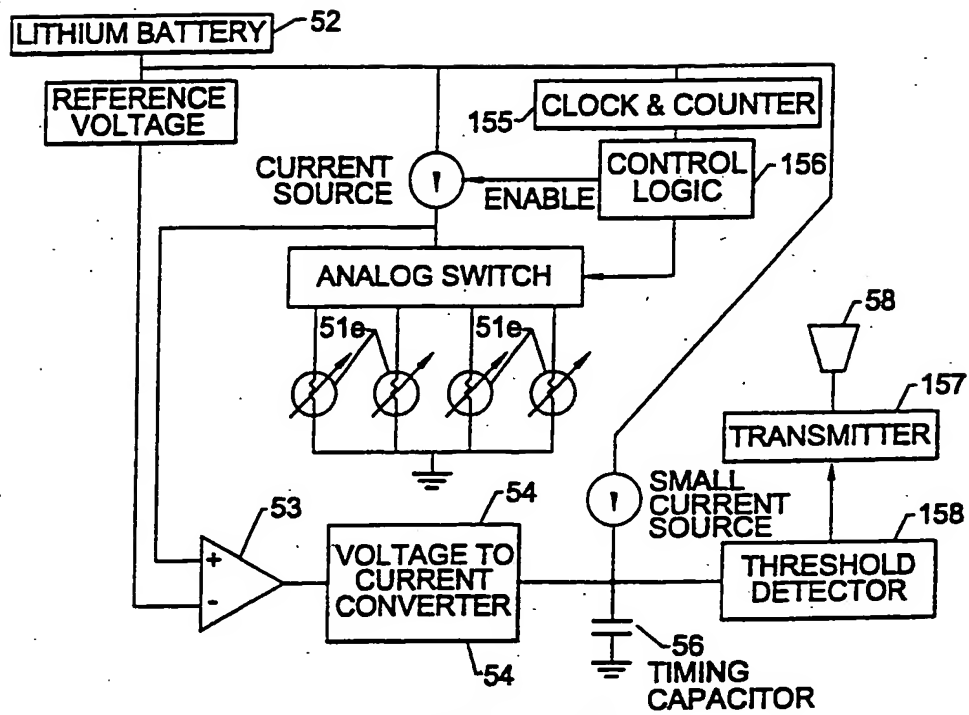 LITHIUM BATTERY
52
REFERENCE
VOLTAGE
155
CLOCK & COUNTER
CURRENT
SOURCE
I
ENABLE
CONTROL
LOGIC
156
ANALOG SWITCH
51e
51e
58
157
TRANSMITTER
53
+
-
54
VOLTAGE TO
CURRENT
CONVERTER
54
I
SMALL
CURRENT
SOURCE
158
THRESHOLD
DETECTOR
56
TIMING
CAPACITOR